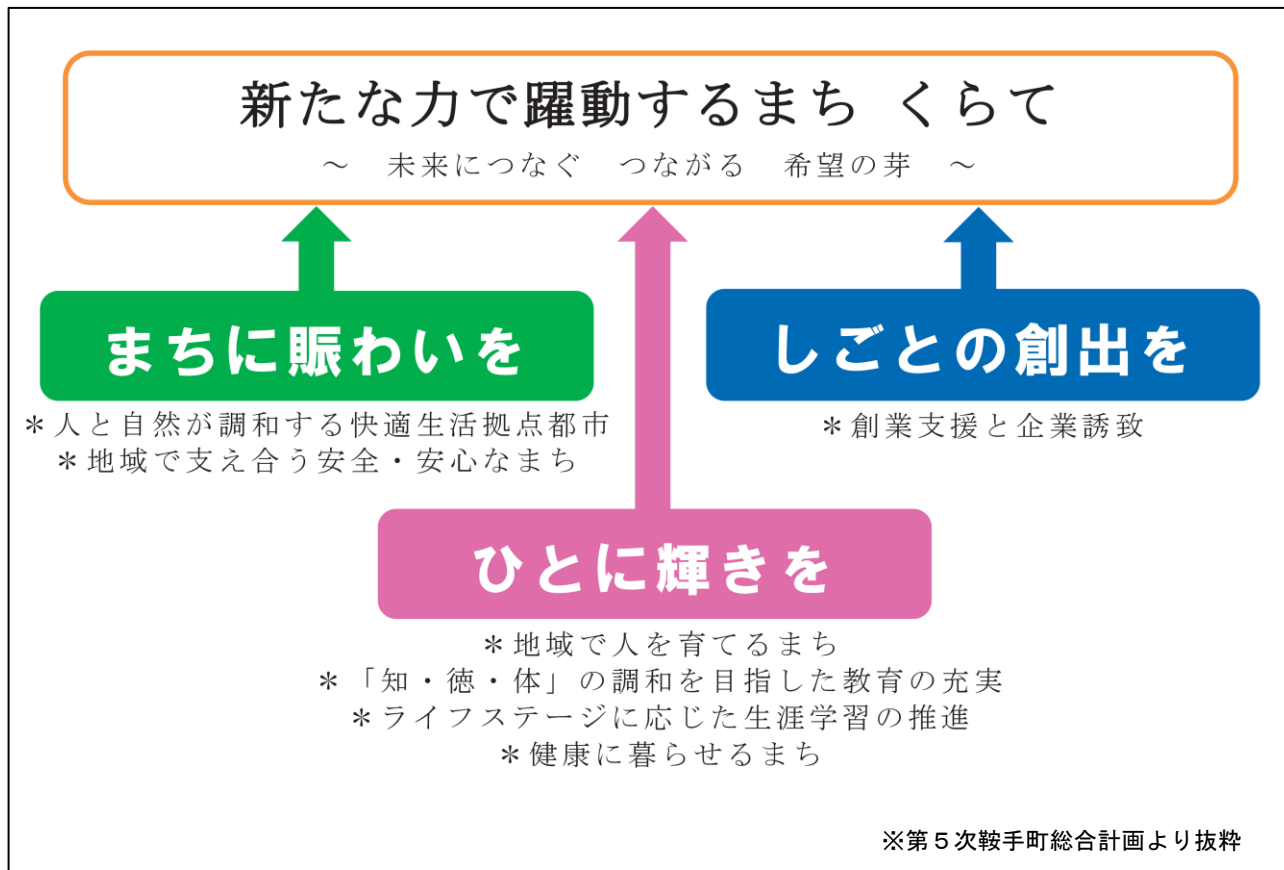 新たな力で躍動するまち くらて
～ 未来につなぐ つながる 希望の芽 ～
まちに賑わいを
＊人と自然が調和する快適生活拠点都市
＊地域で支え合う安全・安心なまち
しごとの創出を
＊創業支援と企業誘致
ひとに輝きを
＊地域で人を育てるまち
＊「知・徳・体」の調和を目指した教育の充実
＊ライフステージに応じた生涯学習の推進
＊健康に暮らせるまち
※第５次鞍手町総合計画より抜粋